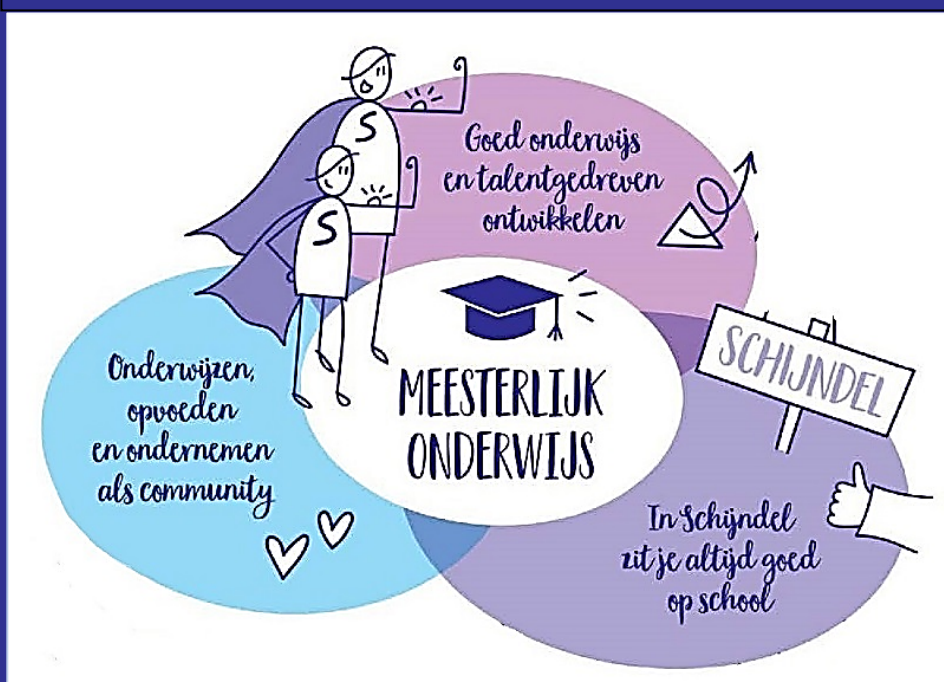 S
S
Goed onderwijs
en talentgedreven
ontwikkelen
Onderwijzen,
opvoeden
en ondernemen
als community
MEESTERLIJK
ONDERWIJS
SCHIJNDEL
In Schijndel
zit je altijd goed
op school